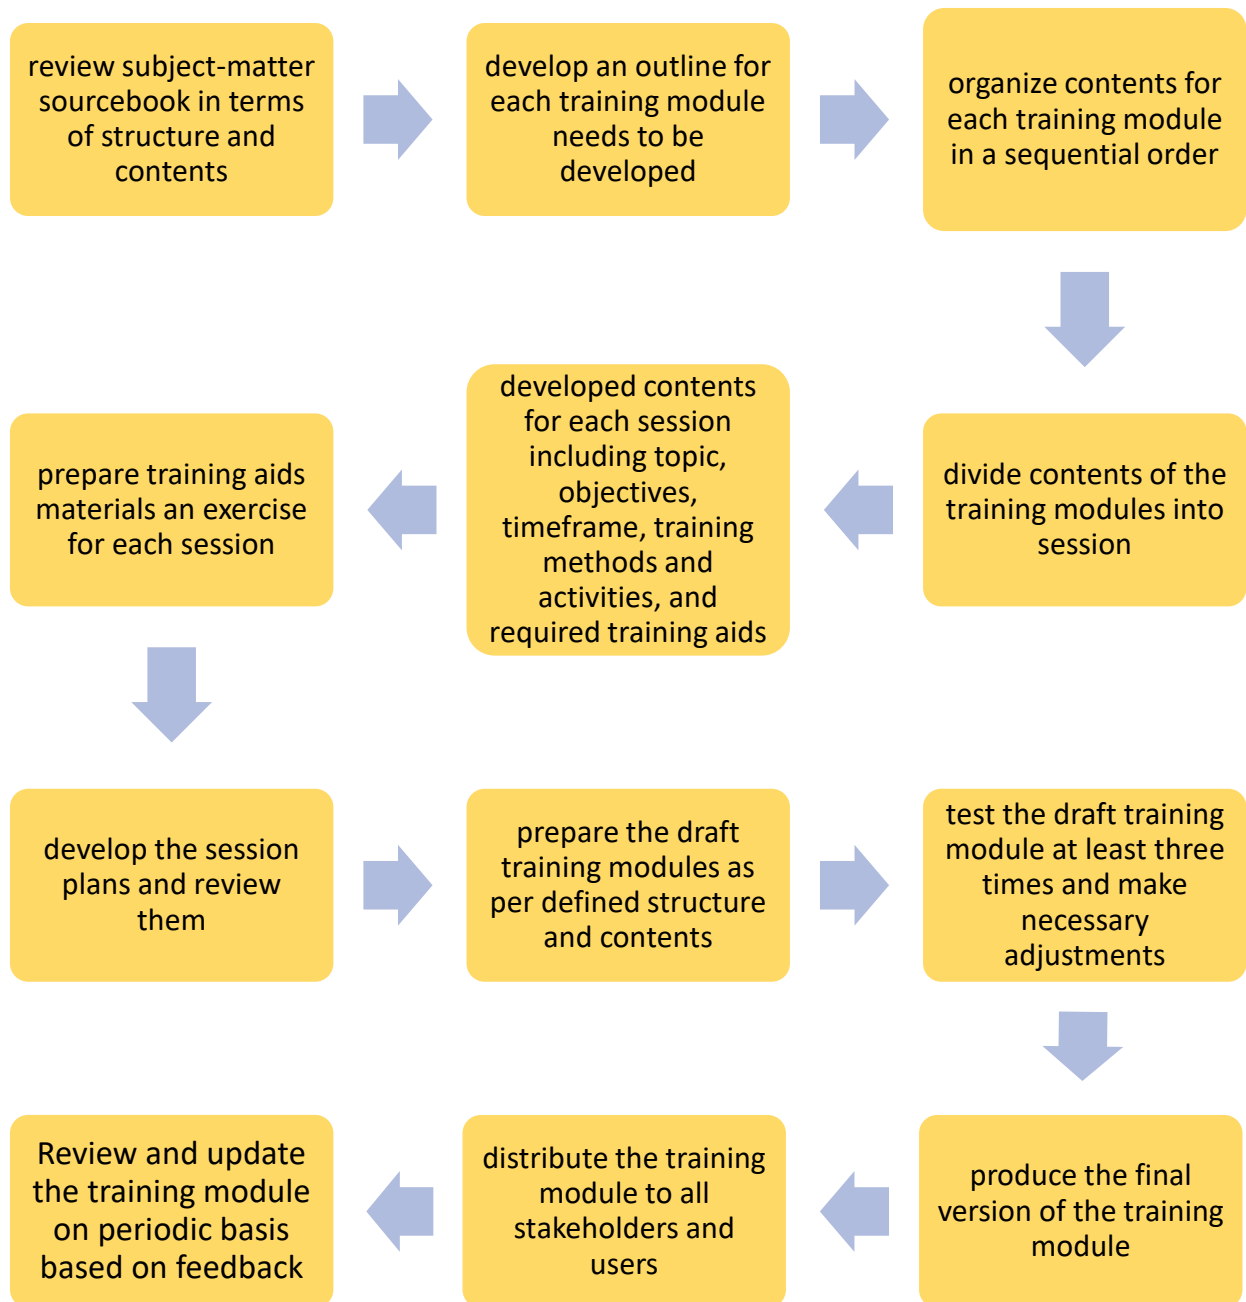 review subject-matter
sourcebook in terms
of structure and
contents
develop an outline for
each training module
needs to be
developed
organize contents for
each training module
in a sequential order
divide contents of the
training modules into
session
developed contents
for each session
including topic,
objectives,
timeframe, training
methods and
activities, and
required training aids
prepare training aids
materials an exercise
for each session
develop the session
plans and review
them
prepare the draft
training modules as
per defined structure
and contents
test the draft training
module at least three
times and make
necessary
adjustments
produce the final
version of the training
module
distribute the training
module to all
stakeholders and
users
Review and update
the training module
on periodic basis
based on feedback